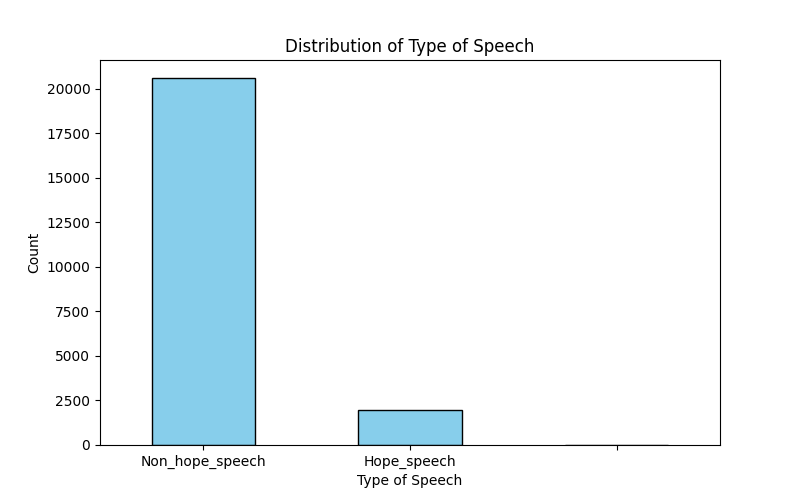 Distribution of Type of Speech
20000
17500
15000
12500
10000
7500
5000
2500
0
Count
Non_hope_speech
Hope_speech
Type of Speech